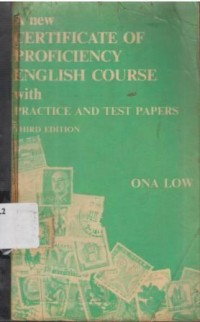 A new
CERTIFICATE OF
PROFICIENCY
ENGLISH COURSE
with
PRACTICE AND TEST PAPERS
THIRD EDITION
ONA LOW